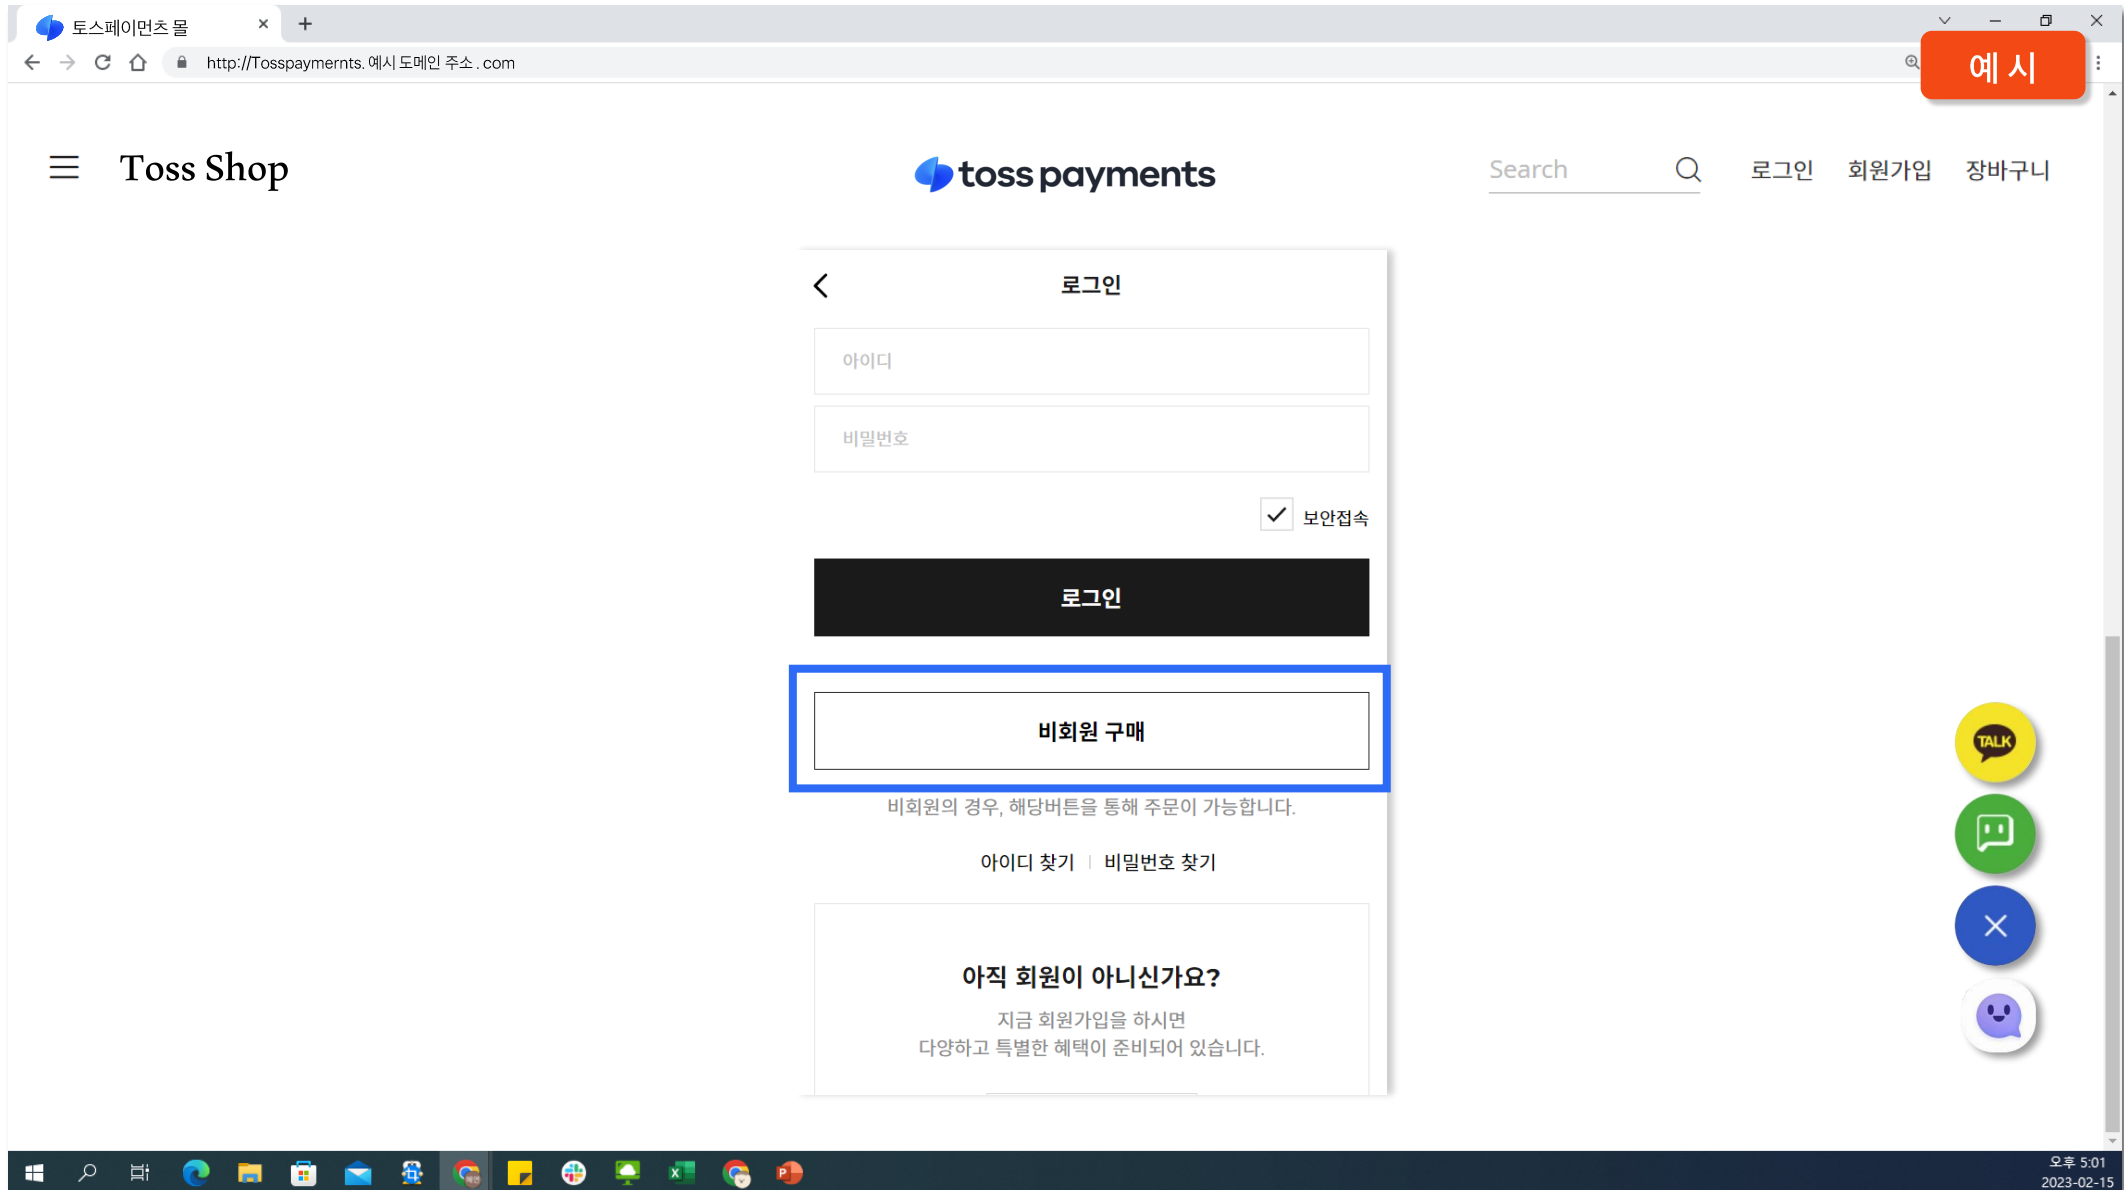 토스페이먼츠 몰
http://Tosspaymernts. 예시 도메인 주소 . com
예 시
Toss Shop
toss payments
Search
로그인 회원가입 장바구니
로그인
아이디
비밀번호
보안접속
로그인
비회원 구매
비회원의 경우, 해당버튼을 통해 주문이 가능합니다.
아이디 찾기 비밀번호 찾기
아직 회원이 아니신가요?
지금 회원가입을 하시면
다양하고 특별한 혜택이 준비되어 있습니다.
TALK
오후 5:01
2023-02-15